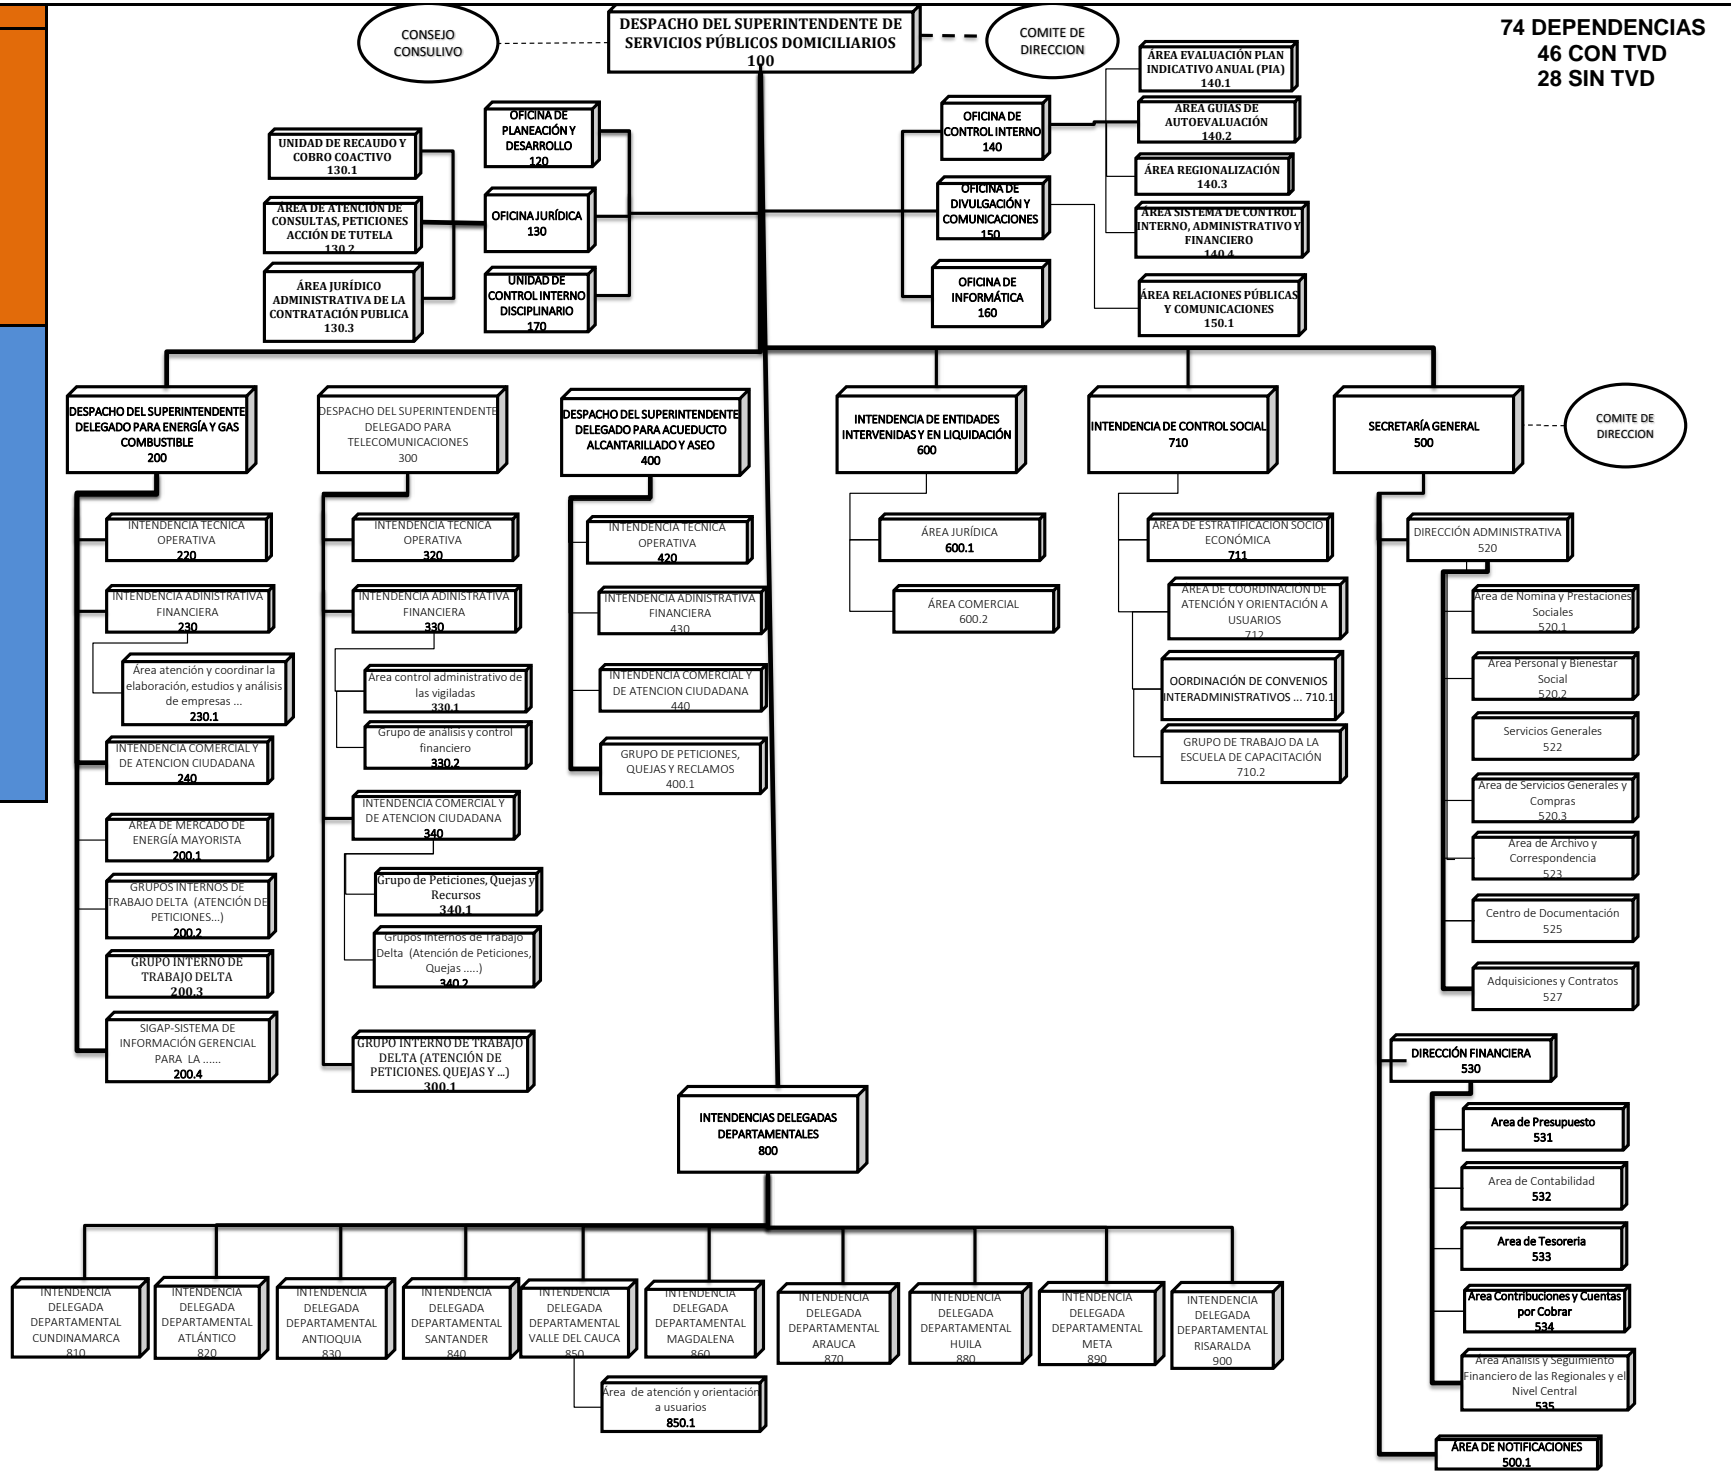 CONSEJO
CONSULIVO
DESPACHO DEL SUPERINTENDENTE DE
SERVICIOS PÚBLICOS DOMICILIARIOS
100
COMITE DE
DIRECCION
74 DEPENDENCIAS
46 CON TVD
28 SIN TVD
OFICINA DE
PLANEACIÓN Y
DESARROLLO
120
UNIDAD DE RECAUDO Y
COBRO COACTIVO
130.1
ÁREA DE ATENCIÓN DE
CONSULTAS, PETICIONES
ACCIÓN DE TUTELA
130.2
OFICINA JURÍDICA
130
ÁREA JURÍDICO
ADMINISTRATIVA DE LA
CONTRATACIÓN PUBLICA
130.3
UNIDAD DE
CONTROL INTERNO
DISCIPLINARIO
170
OFICINA DE
CONTROL INTERNO
140
OFICINA DE
DIVULGACIÓN Y
COMUNICACIONES
150
OFICINA DE
INFORMÁTICA
160
ÁREA EVALUACIÓN PLAN
INDICATIVO ANUAL (PIA)
140.1
ÁREA GUIAS DE
AUTOEVALUACIÓN
140.2
ÁREA REGIONALIZACIÓN
140.3
ÁREA SISTEMA DE CONTROL
INTERNO, ADMINISTRATIVO Y
FINANCIERO
140.4
ÁREA RELACIONES PÚBLICAS
Y COMUNICACIONES
150.1
DESPACHO DEL SUPERINTENDENTE
DELEGADO PARA ENERGÍA Y GAS
COMBUSTIBLE
200
DESPACHO DEL SUPERINTENDENTE
DELEGADO PARA
TELECOMUNICACIONES
300
DESPACHO DEL SUPERINTENDENTE
DELEGADO PARA ACUEDUCTO
ALCANTARILLADO Y ASEO
400
INTENDENCIA DE ENTIDADES
INTERVENIDAS Y EN LIQUIDACIÓN
600
INTENDENCIA DE CONTROL SOCIAL
710
SECRETARÍA GENERAL
500
COMITE DE
DIRECCION
INTENDENCIA TECNICA
OPERATIVA
220
INTENDENCIA ADINISTRATIVA
FINANCIERA
230
Área atención y coordinar la
elaboración, estudios y análisis
de empresas ...
230.1
INTENDENCIA COMERCIAL Y
DE ATENCION CIUDADANA
240
ÁREA DE MERCADO DE
ENERGÍA MAYORISTA
200.1
GRUPOS INTERNOS DE
TRABAJO DELTA (ATENCIÓN DE
PETICIONES...)
200.2
GRUPO INTERNO DE
TRABAJO DELTA
200.3
SIGAP-SISTEMA DE
INFORMACIÓN GERENCIAL
PARA LA ......
200.4
INTENDENCIA TECNICA
OPERATIVA
320
INTENDENCIA ADINISTRATIVA
FINANCIERA
330
Área control administrativo de
las vigiladas
330.1
Grupo de análisis y control
financiero
330.2
INTENDENCIA COMERCIAL Y
DE ATENCION CIUDADANA
340
Grupo de Peticiones, Quejas y
Recursos
340.1
Grupos Internos de Trabajo
Delta (Atención de Peticiones,
Quejas .....)
340.2
GRUPO INTERNO DE TRABAJO
DELTA (ATENCIÓN DE
PETICIONES. QUEJAS Y ...)
300.1
INTENDENCIA TECNICA
OPERATIVA
420
INTENDENCIA ADINISTRATIVA
FINANCIERA
430
INTENDENCIA COMERCIAL Y
DE ATENCION CIUDADANA
440
GRUPO DE PETICIONES,
QUEJAS Y RECLAMOS
400.1
ÁREA JURÍDICA
600.1
ÁREA COMERCIAL
600.2
ÁREA DE ESTRATIFICACIÓN SOCIO
ECONÓMICA
711
ÁREA DE COORDINACIÓN DE
ATENCIÓN Y ORIENTACIÓN A
USUARIOS
712
OORDINACIÓN DE CONVENIOS
INTERADMINISTRATIVOS ... 710.1
GRUPO DE TRABAJO DA LA
ESCUELA DE CAPACITACIÓN
710.2
DIRECCIÓN ADMINISTRATIVA
520
Área de Nomina y Prestaciones
Sociales
520.1
Área Personal y Bienestar
Social
520.2
Servicios Generales
522
Área de Servicios Generales y
Compras
520.3
Área de Archivo y
Correspondencia
523
Centro de Documentación
525
Adquisiciones y Contratos
527
DIRECCIÓN FINANCIERA
530
Area de Presupuesto
531
Area de Contabilidad
532
Area de Tesoreria
533
Área Contribuciones y Cuentas
por Cobrar
534
Área Análisis y Seguimiento
Financiero de las Regionales y el
Nivel Central
535
ÁREA DE NOTIFICACIONES
500.1
INTENDENCIAS DELEGADAS
DEPARTAMENTALES
800
INTENDENCIA
DELEGADA
DEPARTAMENTAL
CUNDINAMARCA
810
INTENDENCIA
DELEGADA
DEPARTAMENTAL
ATLÁNTICO
820
INTENDENCIA
DELEGADA
DEPARTAMENTAL
ANTIOQUIA
830
INTENDENCIA
DELEGADA
DEPARTAMENTAL
SANTANDER
840
INTENDENCIA
DELEGADA
DEPARTAMENTAL
VALLE DEL CAUCA
850
INTENDENCIA
DELEGADA
DEPARTAMENTAL
MAGDALENA
860
INTENDENCIA
DELEGADA
DEPARTAMENTAL
ARAUCA
870
INTENDENCIA
DELEGADA
DEPARTAMENTAL
HUILA
880
INTENDENCIA
DELEGADA
DEPARTAMENTAL
META
890
INTENDENCIA
DELEGADA
DEPARTAMENTAL
RISARALDA
900
Área de atención y orientación
a usuarios
850.1